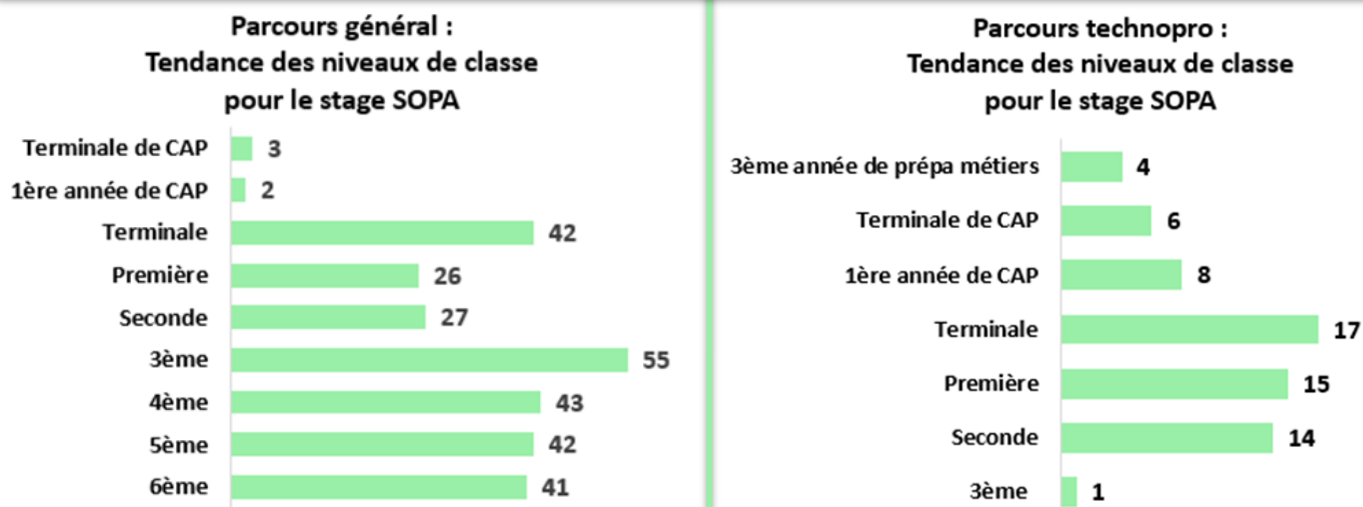 Parcours général :
Tendance des niveaux de classe
pour le stage SOPA
Terminale de CAP 3
1ère année de CAP 2
Terminale 42
Première 26
Seconde 27
3ème 55
4ème 43
5ème 42
6ème 41
Parcours technopro :
Tendance des niveaux de classe
pour le stage SOPA
3ème année de prépa métiers 4
Terminale de CAP 6
1ère année de CAP 8
Terminale 17
Première 15
Seconde 14
3ème 1